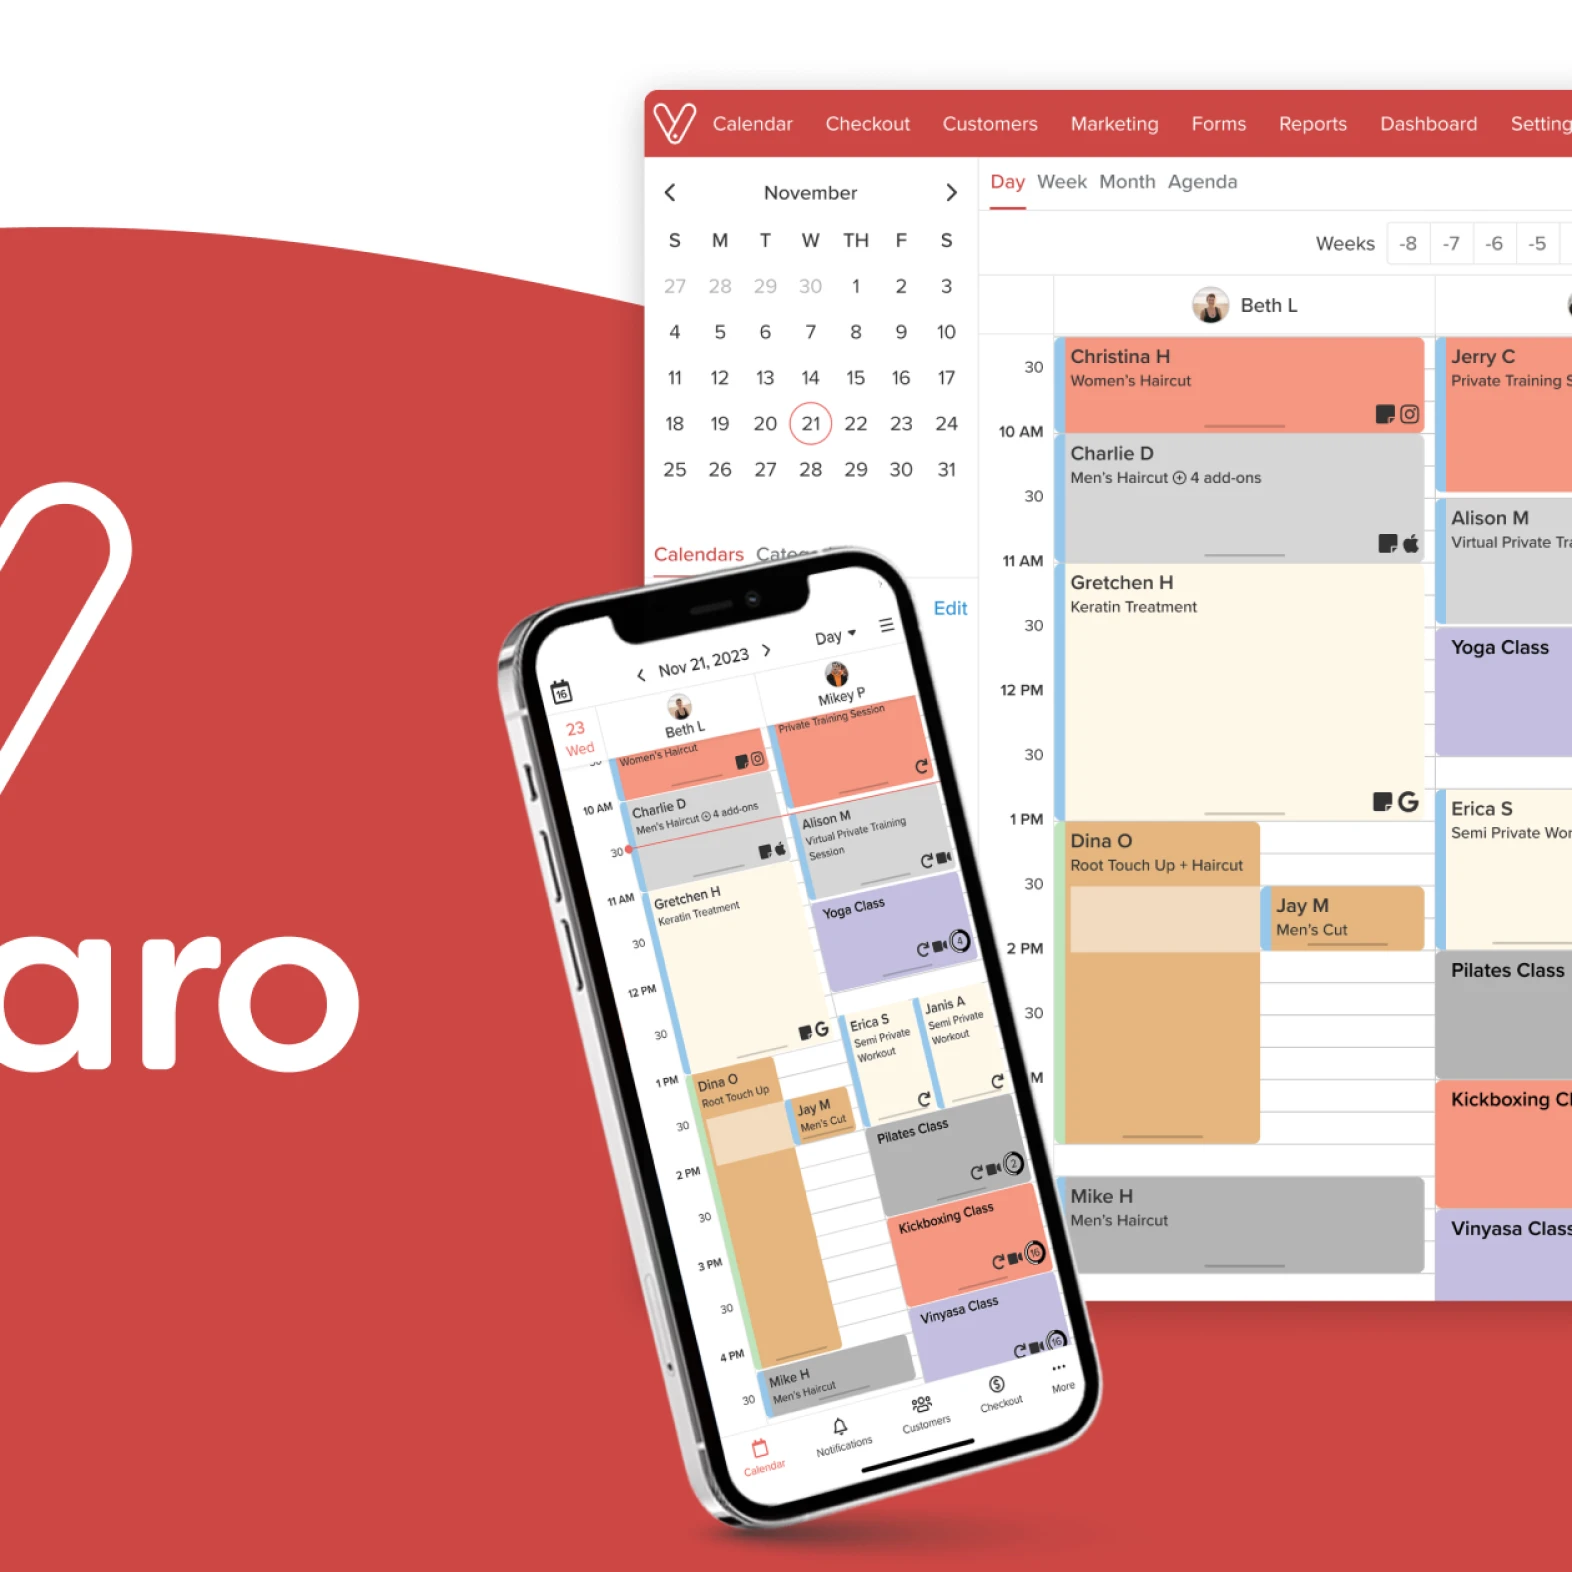 aro
Calendar Checkout Customers Marketing Forms Reports Dashboard Setting
November
S M T W TH F S
27 28 29 30 1 2 3
4 5 6 7 8 9 10
11 12 13 14 15 16 17
18 19 20 21 22 23 24
25 26 27 28 29 30 31
Calendars Categ
Edit
Day Week Month Agenda
Weeks -8 -7 -6 -5
Beth L
30
10 AM
30
11 AM
30
12 PM
30
1 PM
30
2 PM
30
M
Christina H
Women's Haircut
Charlie D
Men's Haircut 4 add-ons
Gretchen H
Keratin Treatment
G
Dina O
Root Touch Up + Haircut
Jay M
Men's Cut
Mike H
Men's Haircut
Jerry C
Private Training S
Alison M
Virtual Private Tra
Yoga Class
Erica S
Semi Private Wor
Pilates Class
Kickboxing Cl
Vinyasa Class
Nov 21, 2023
Day
16
23
Wed
Beth L
Mikey P
10 AM
30
11 AM
30
12 PM
30
1 PM
30
2 PM
30
3 PM
30
4 PM
30
Women's Haircut
Charlie D
Men's Haircut 4 add-ons
Gretchen H
Keratin Treatment
G
Dina O
Root Touch Up
Jay M
Men's Cut
Mike H
Men's Haircut
Private Training Session
Alison M
Virtual Private Training
Session
Yoga Class
4
Erica S
Semi Private
Workout
Janis A
Semi Private
Workout
Pilates Class
2
Kickboxing Class
16
Vinyasa Class
16
Calendar
Notifications
Customers
Checkout
More